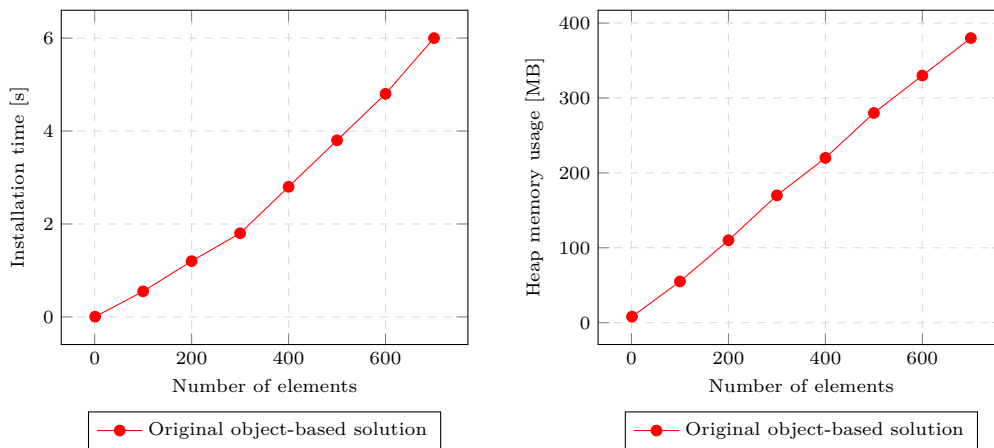 6
4
2
0
Installation time [s]
0 200 400 600
Number of elements
Original object-based solution
400
300
200
100
0
Heap memory usage [MB]
0 200 400 600
Number of elements
Original object-based solution